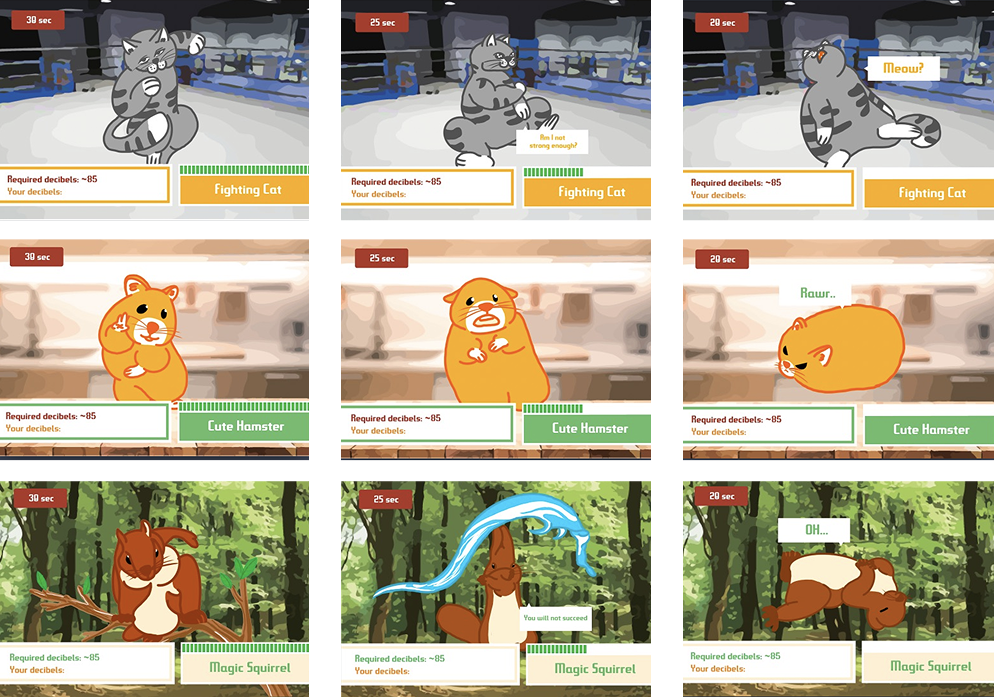 30 sec
Required decibels: ~85
Your decibels:
Fighting Cat
25 sec
Am I not
strong enough?
Required decibels: ~85
Your decibels:
Fighting Cat
20 sec
Meow?
Required decibels: ~85
Your decibels:
Fighting Cat
30 sec
Required decibels: ~85
Your decibels:
Cute Hamster
25 sec
Required decibels: ~85
Your decibels:
Cute Hamster
20 sec
Rawr..
Required decibels: ~85
Your decibels:
Cute Hamster
30 sec
Required decibels: ~85
Your decibels:
Magic Squirrel
25 sec
You will not succeed
Required decibels: ~85
Your decibels:
Magic Squirrel
20 sec
OH...
Required decibels: ~85
Your decibels:
Magic Squirrel